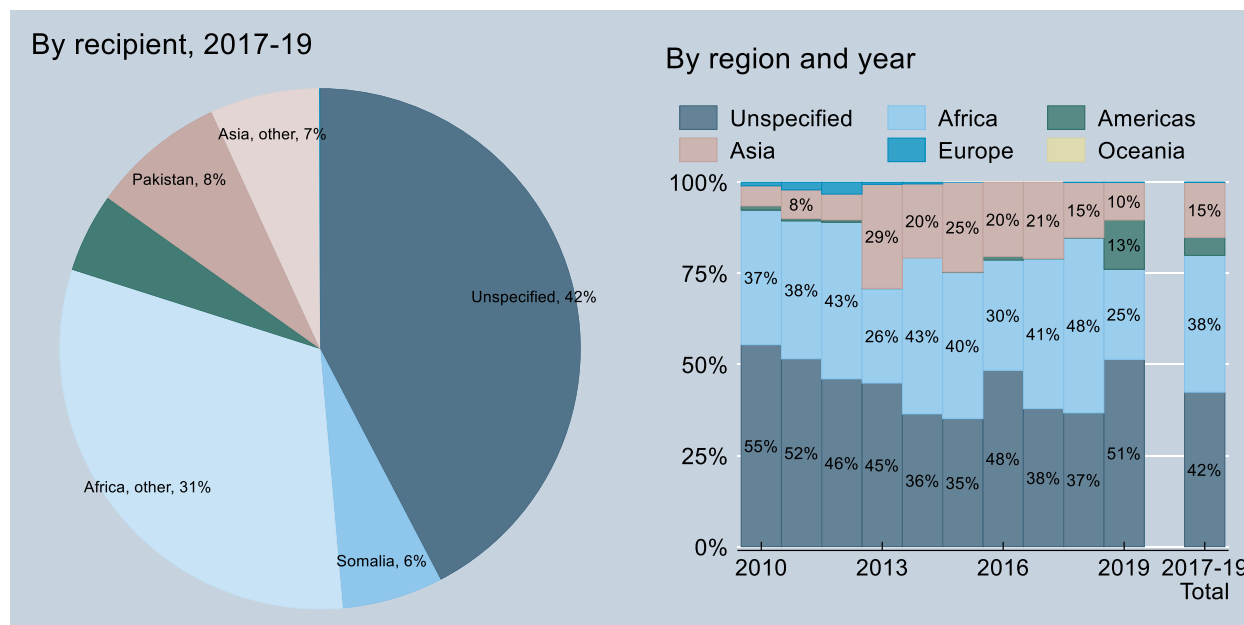 By recipient, 2017-19
Asia, other, 7%
Pakistan, 8%
Unspecified, 42%
Africa, other, 31%
Somalia, 6%
By region and year
Unspecified Africa Americas
Asia Europe Oceania
100%
75%
50%
25%
0%
8% 29% 20% 25% 20% 21% 15% 10% 15%
13%
37% 38% 43% 26% 43% 40% 30% 41% 48% 25% 38%
55% 52% 46% 45% 36% 35% 48% 38% 37% 51% 42%
2010 2013 2016 2019 2017-19
Total